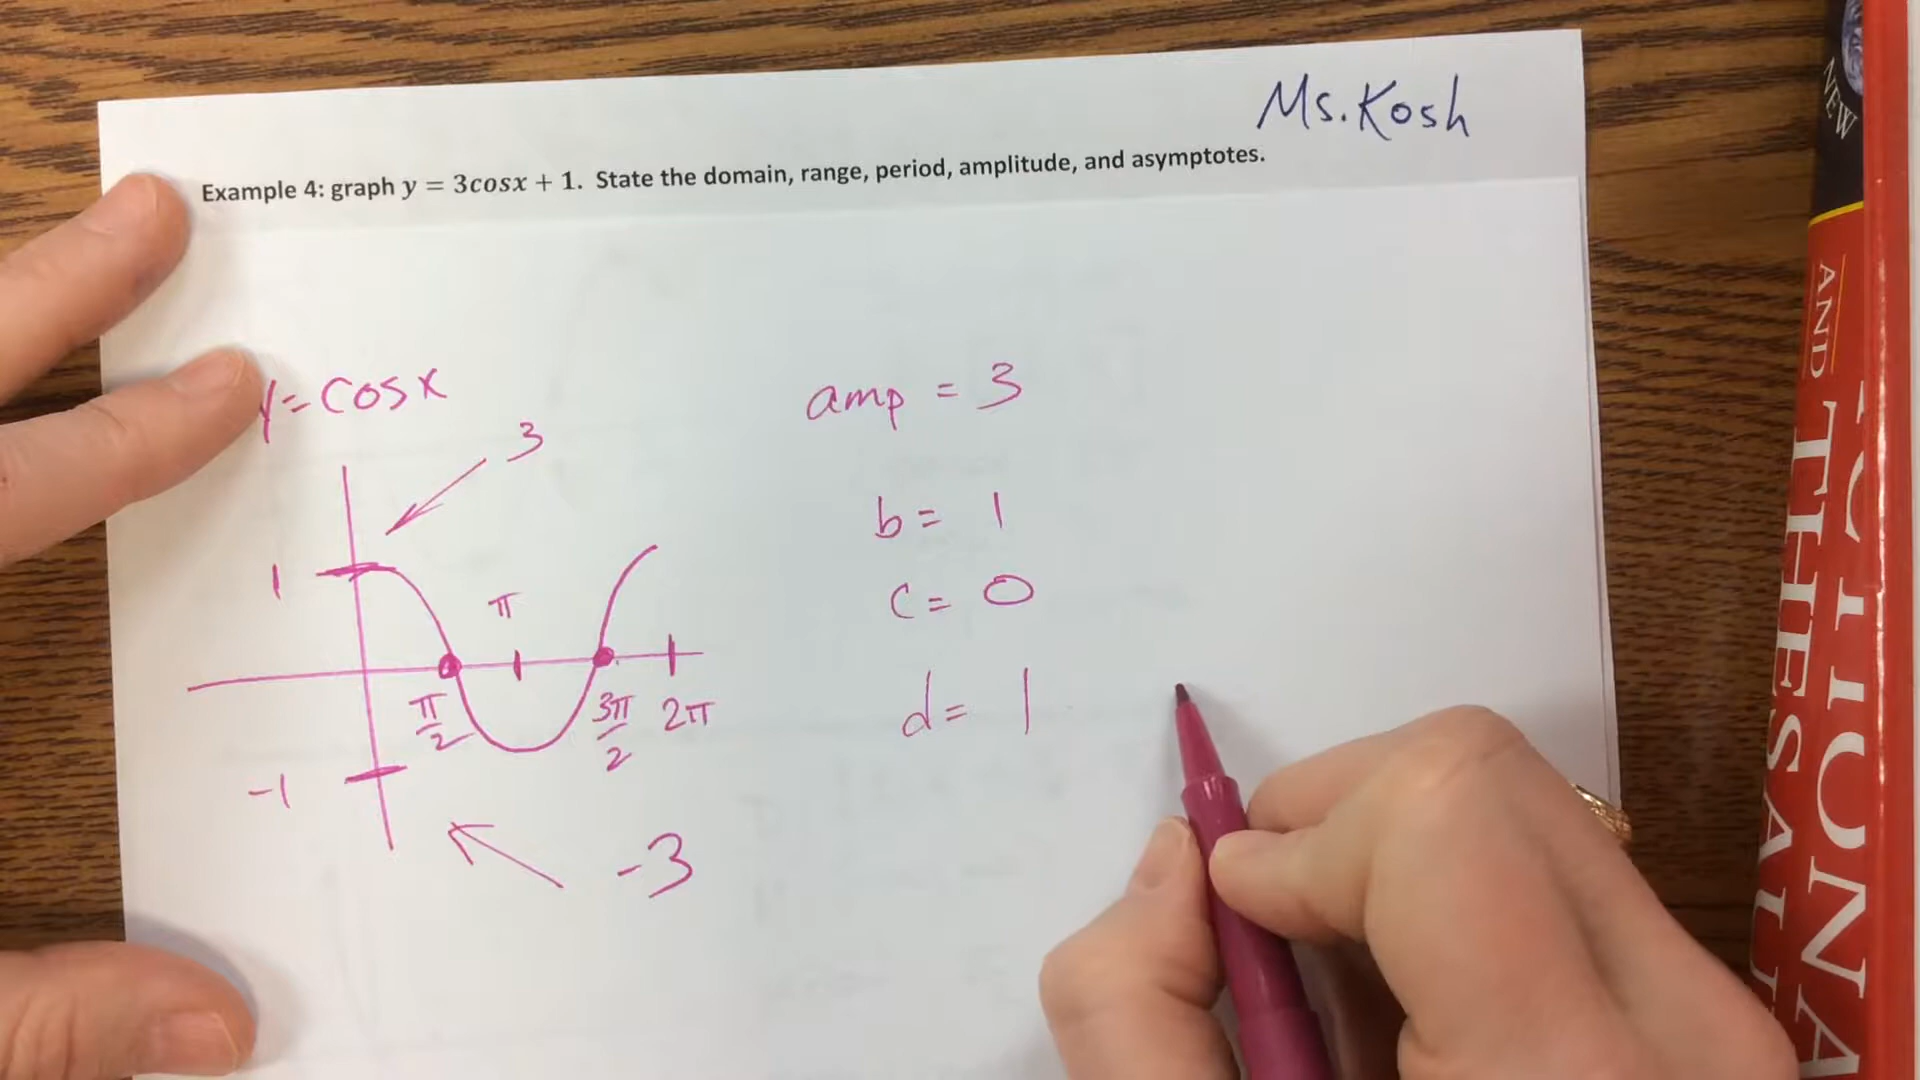 Ms. Kosh
Example 4: graph y = 3cosx + 1. State the domain, range, period, amplitude, and asymptotes.
y = cosx
3
1
π
π/2
3π/2
2π
-1
-3
amp = 3
b = 1
c = 0
d = 1
NEW
AND
THESAU